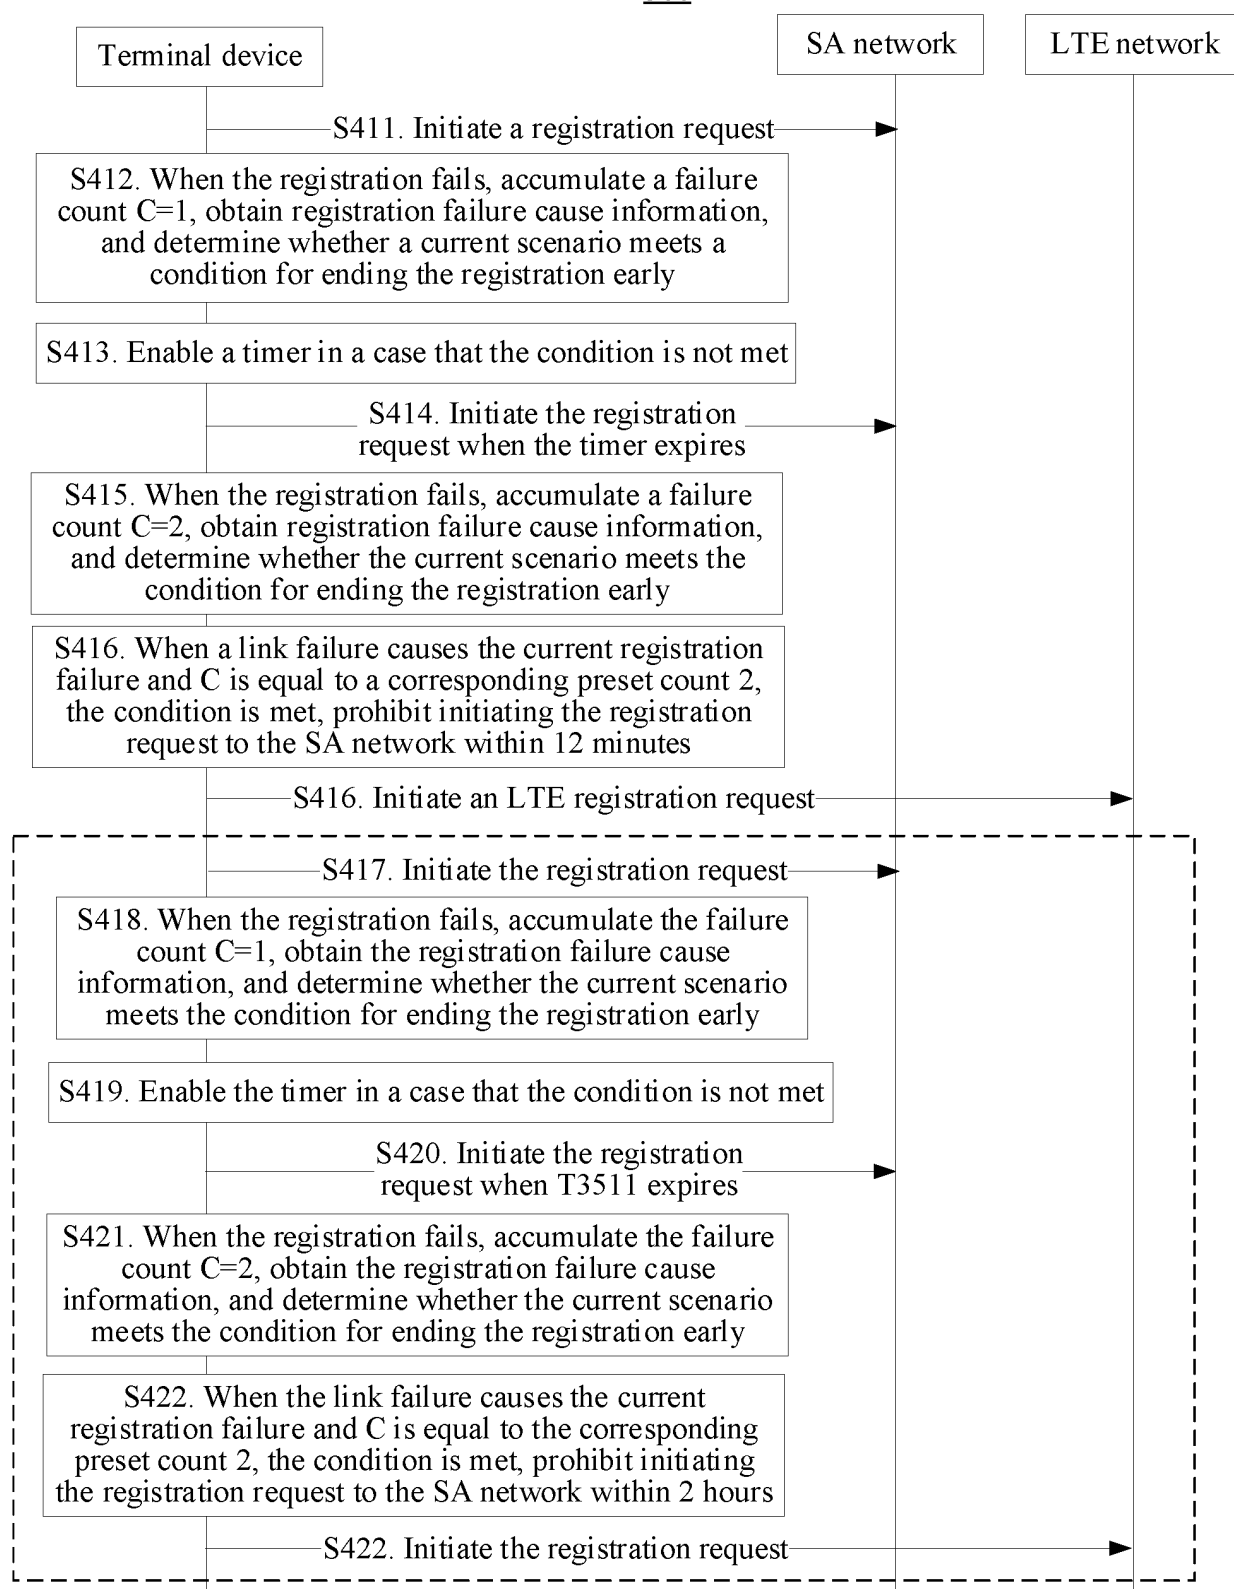 Terminal device
SA network
LTE network
S411. Initiate a registration request
S412. When the registration fails, accumulate a failure
count C=1, obtain registration failure cause information,
and determine whether a current scenario meets a
condition for ending the registration early
S413. Enable a timer in a case that the condition is not met
S414. Initiate the registration
request when the timer expires
S415. When the registration fails, accumulate a failure
count C=2, obtain registration failure cause information,
and determine whether the current scenario meets the
condition for ending the registration early
S416. When a link failure causes the current registration
failure and C is equal to a corresponding preset count 2,
the condition is met, prohibit initiating the registration
request to the SA network within 12 minutes
S416. Initiate an LTE registration request
S417. Initiate the registration request
S418. When the registration fails, accumulate the failure
count C=1, obtain the registration failure cause
information, and determine whether the current scenario
meets the condition for ending the registration early
S419. Enable the timer in a case that the condition is not met
S420. Initiate the registration
request when T3511 expires
S421. When the registration fails, accumulate the failure
count C=2, obtain the registration failure cause
information, and determine whether the current scenario
meets the condition for ending the registration early
S422. When the link failure causes the current
registration failure and C is equal to the corresponding
preset count 2, the condition is met, prohibit initiating
the registration request to the SA network within 2 hours
S422. Initiate the registration request